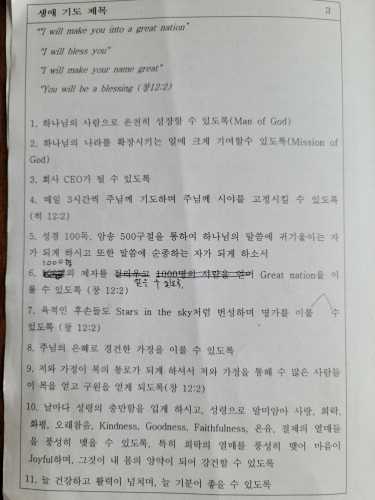 생애 기도 제목 3
"“I will make you into a great nation"
"I will bless you"
"I will make your name great"
"You will be a blessing (창12:2)
1. 하나님의 사람으로 온전히 성장할 수 있도록(Man of God)
2. 하나님의 나라를 확장시키는 일에 크게 기여할수 있도록(Mission of
God)
3. 회사 CEO가 될 수 있도록
4. 매일 3시간씩 주님께 기도하며 주님께 시야를 고정시킬 수 있도록
(히 12:2)
5. 성경 100독, 암송 500구절을 통하여 하나님의 말씀에 귀기울이는 자
가 되게 하시고 또한 말씀에 순종하는 자가 되게 하소서
1000명
6. 의 제자를 길리우고 1000명의 사람을 얻어 Great nation을 이
얻을 수 있도록,
룰 수 있도록 (창 12:2)
7. 육적인 후손들도 Stars in the sky처럼 번성하며 명가를 이룰 수
있도록 (창 12:2)
8. 주님의 은혜로 경건한 가정을 이룰 수 있도록
9. 저와 가정이 복의 통로가 되게 하셔서 저와 가정을 통해 수 많은 사람들
이 복을 얻고 구원을 얻게 되도록(창 12:2)
10. 날마다 성령의 충만함을 입게 하시고, 성령으로 말미암아 사랑, 희락,
화평, 오래참음, Kindness, Goodness, Faithfulness, 온유, 절제의 열매들
을 풍성히 맺을 수 있도록, 특히 희락의 열매를 풍성히 맺어 마음이
Joyful하며, 그것이 내 몸의 양약이 되어 강건할 수 있도록
11. 늘 건강하고 활력이 넘치며, 늘 기분이 좋을 수 있도록